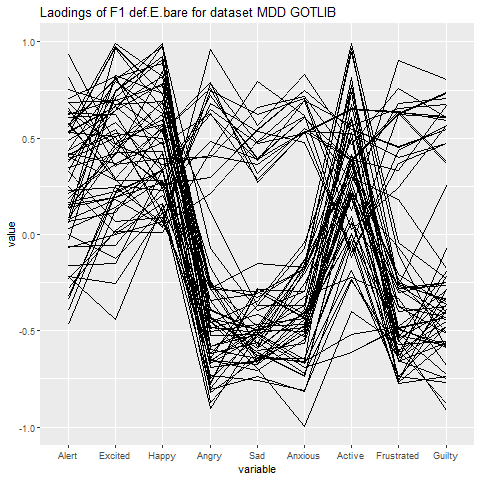 Laodings of F1 def.E.bare for dataset MDD GOTLIB
1.0
0.5
0.0
-0.5
-1.0
value
Alert Excited Happy Angry Sad Anxious Active Frustrated Guilty
variable